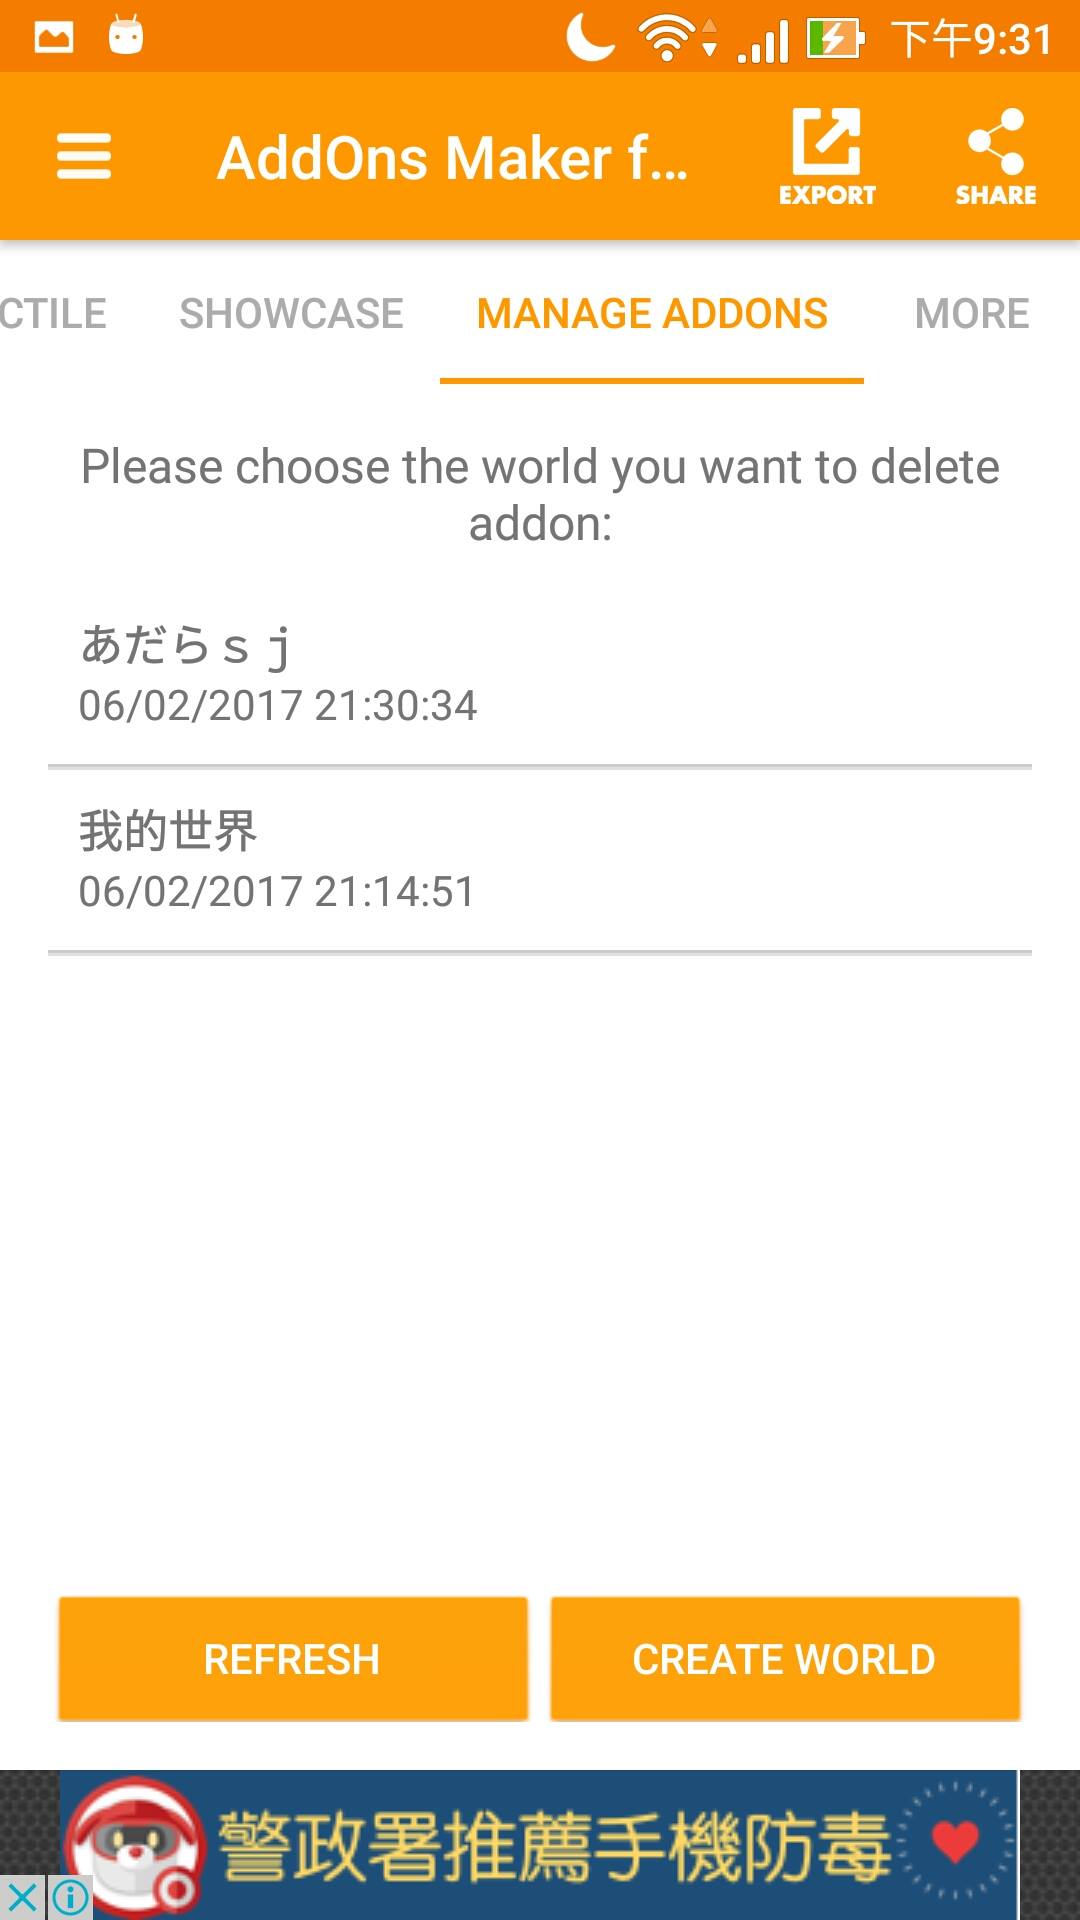 下午9:31
AddOns Maker f...
EXPORT
SHARE
CTILE
SHOWCASE
MANAGE ADDONS
MORE
Please choose the world you want to delete
addon:
あだらｓｊ
06/02/2017 21:30:34
我的世界
06/02/2017 21:14:51
REFRESH
CREATE WORLD
警政署推薦手機防毒